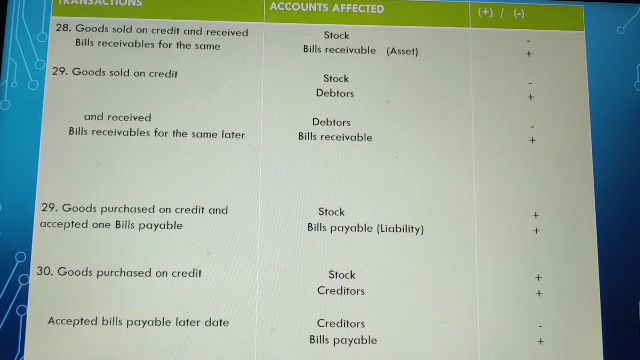 TRANSACTIONS ACCOUNTS AFFECTED (+) / (-)
28. Goods sold on credit and received Stock -
Bills receivables for the same Bills receivable (Asset) +
29. Goods sold on credit Stock -
Debtors +
and received Debtors -
Bills receivables for the same later Bills receivable +
29. Goods purchased on credit and Stock +
accepted one Bills payable Bills payable (Liability) +
30. Goods purchased on credit Stock +
Creditors +
Accepted bills payable later date Creditors -
Bills payable +